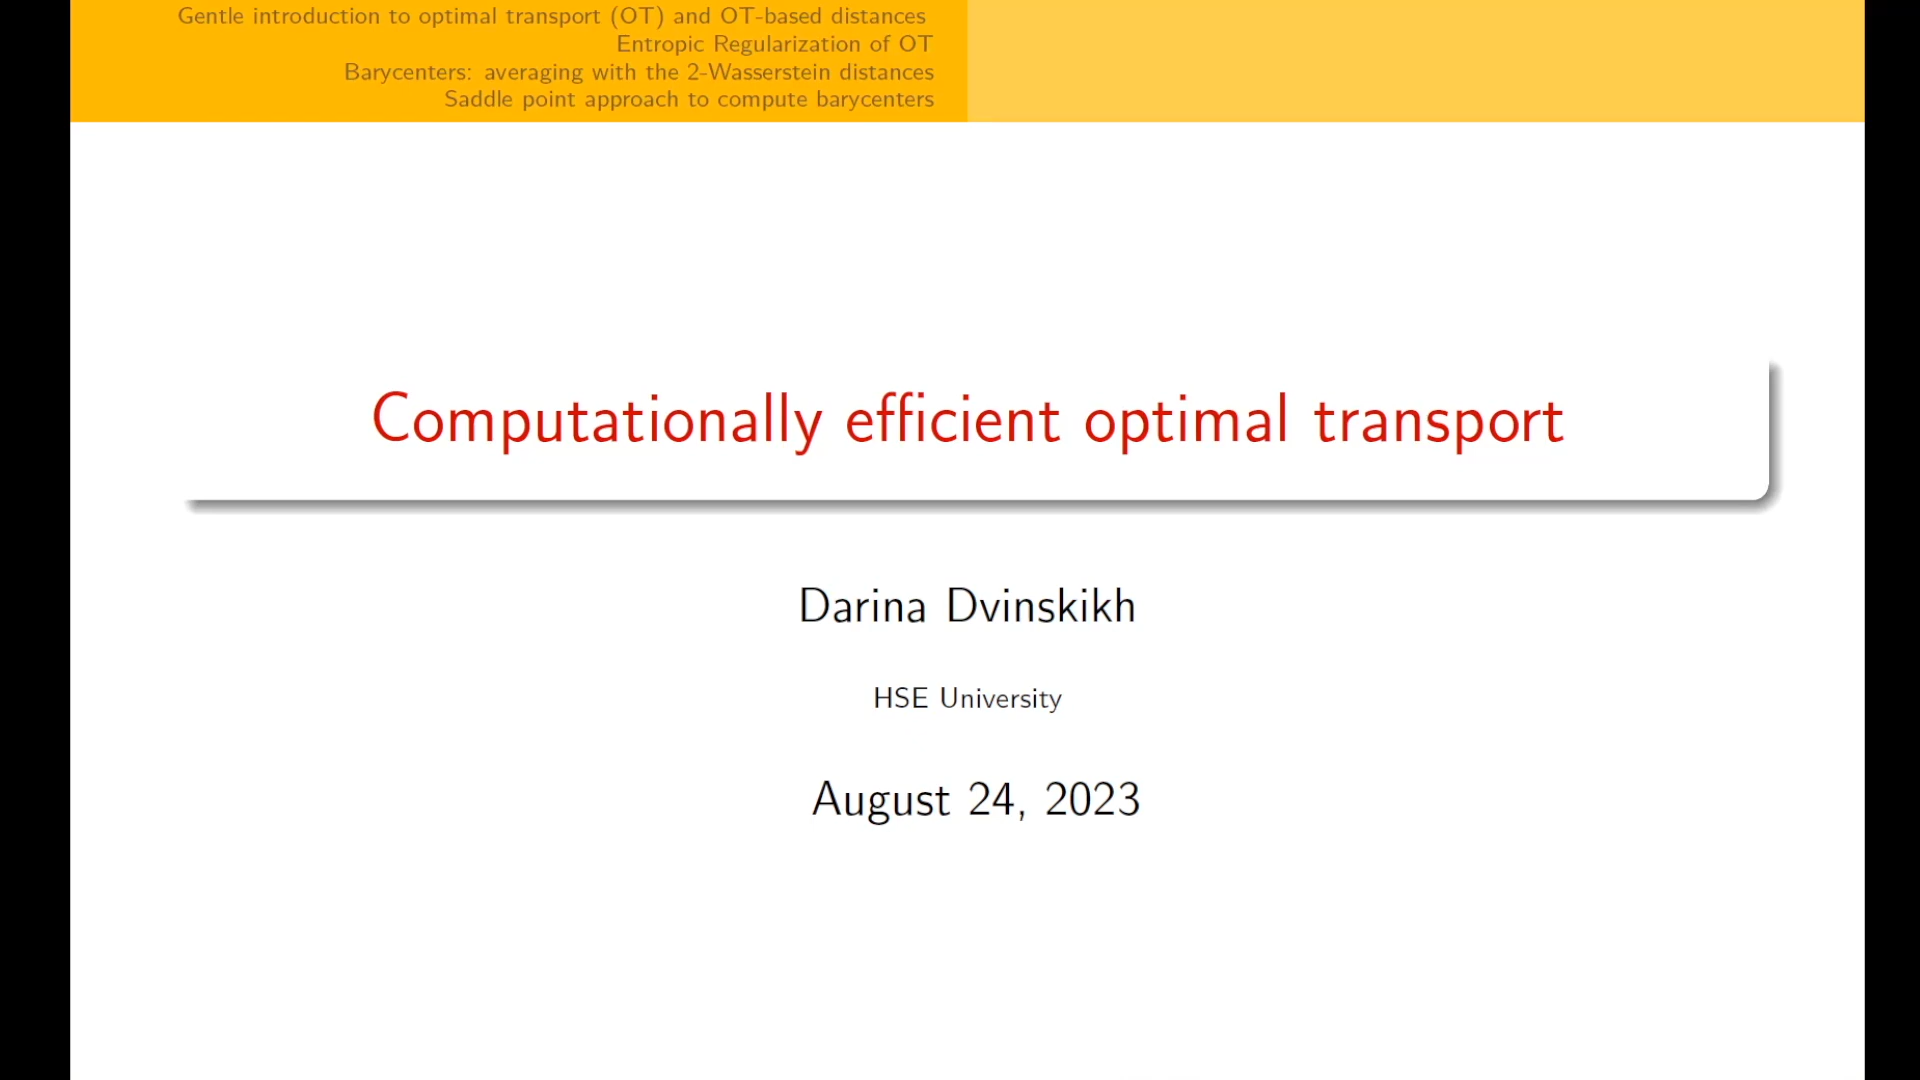 Gentle introduction to optimal transport (OT) and OT-based distances
Entropic Regularization of OT
Barycenters: averaging with the 2-Wasserstein distances
Saddle point approach to compute barycenters
Computationally efficient optimal transport
Darina Dvinskikh
HSE University
August 24, 2023